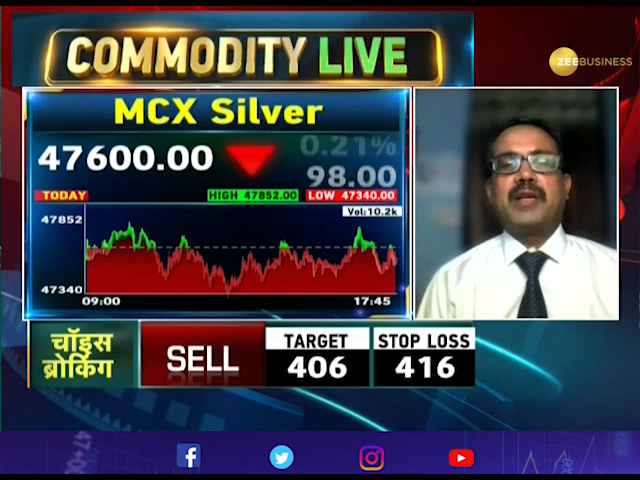 COMMODITY LIVE
ZEEBUSINESS
MCX Silver
47600.00
0.21%
98.00
TODAY
HIGH 47852.00
LOW 47340.00
Vol:10.2k
47852
47340
09:00
17:45
चॉइस
ब्रोकिंग
SELL
TARGET
406
STOP LOSS
416